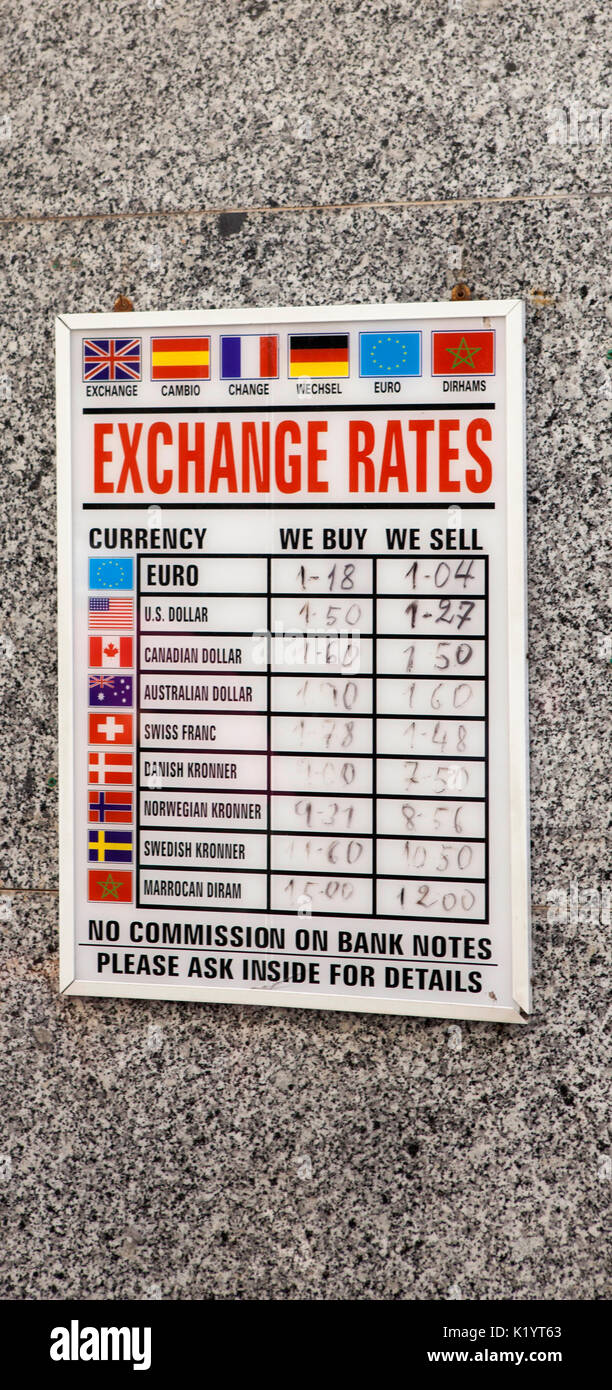 EXCHANGE CAMBIO CHANGE WECHSEL EURO DIRHAMS
EXCHANGE RATES
CURRENCY WE BUY WE SELL
EURO 1-18 1-04
U.S. DOLLAR 1-50 1-27
CANADIAN DOLLAR 1-60 1 50
AUSTRALIAN DOLLAR 1 60
SWISS FRANC 1-78 1-48
DANISH KRONNER 7-50
NORWEGIAN KRONNER 9-31 8-56
SWEDISH KRONNER 11-60 10 50
MARROCAN DIRAM 15-00 12 00
NO COMMISSION ON BANK NOTES
PLEASE ASK INSIDE FOR DETAILS
alamy stock photo
K1YT63
www.alamy.com